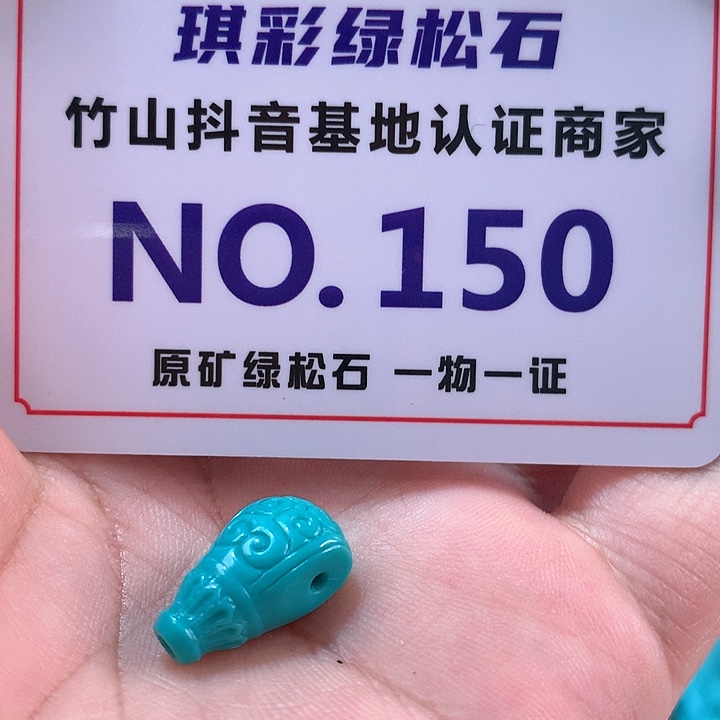 琪彩绿松石
竹山抖音基地认证商家
NO.150
原矿绿松石 一物一证